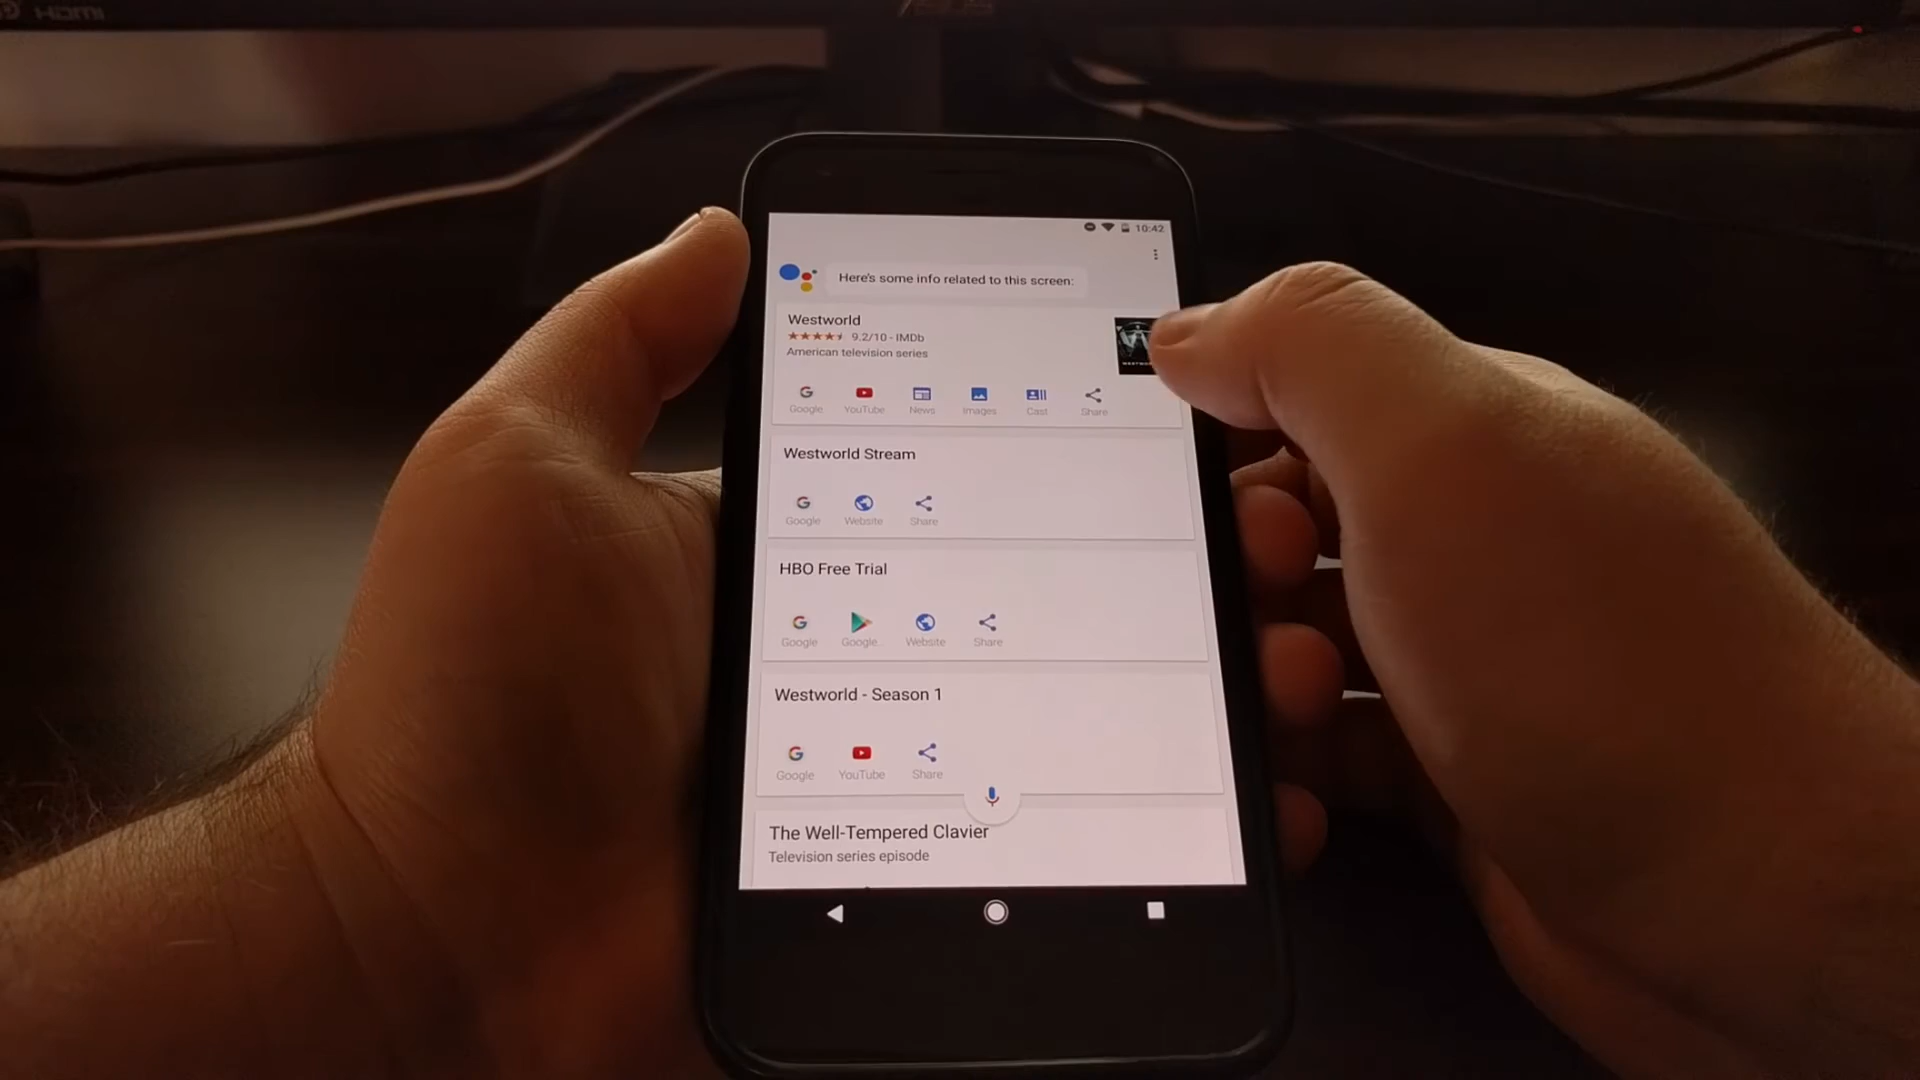 HDMI
10:42
Here's some info related to this screen:
Westworld
9.2/10 - IMDb
American television series
Google YouTube News Images Cast Share
Westworld Stream
Google Website Share
HBO Free Trial
Google Google... Website Share
Westworld - Season 1
Google YouTube Share
The Well-Tempered Clavier
Television series episode